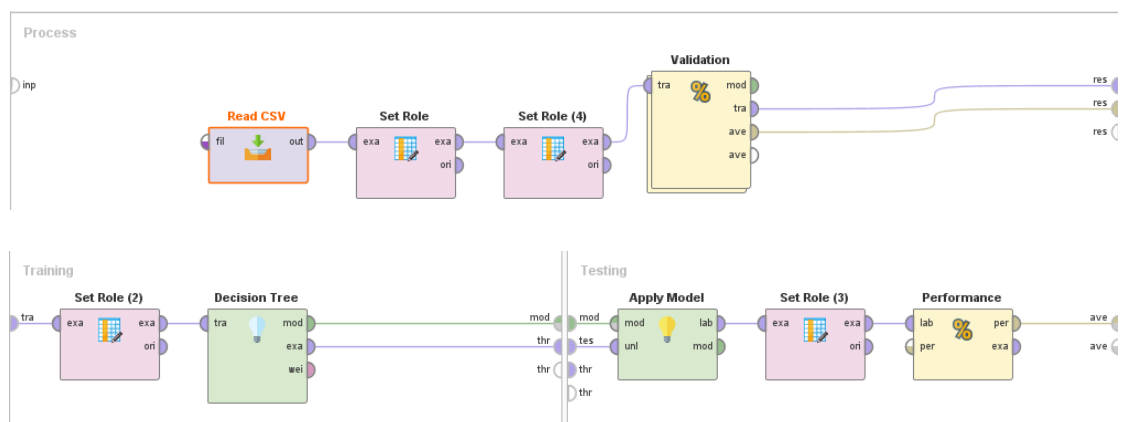 Process
Validation
inp
tra
mod
res
Read CSV
Set Role
Set Role (4)
tra
res
fil
out
exa
exa
exa
exa
ave
res
ori
ori
ave
Training
Testing
Set Role (2)
Decision Tree
Apply Model
Set Role (3)
Performance
tra
exa
exa
tra
mod
mod
mod
mod
lab
exa
exa
lab
per
ave
ori
exa
thr
tes
unl
mod
ori
per
exa
ave
wei
thr
thr
thr